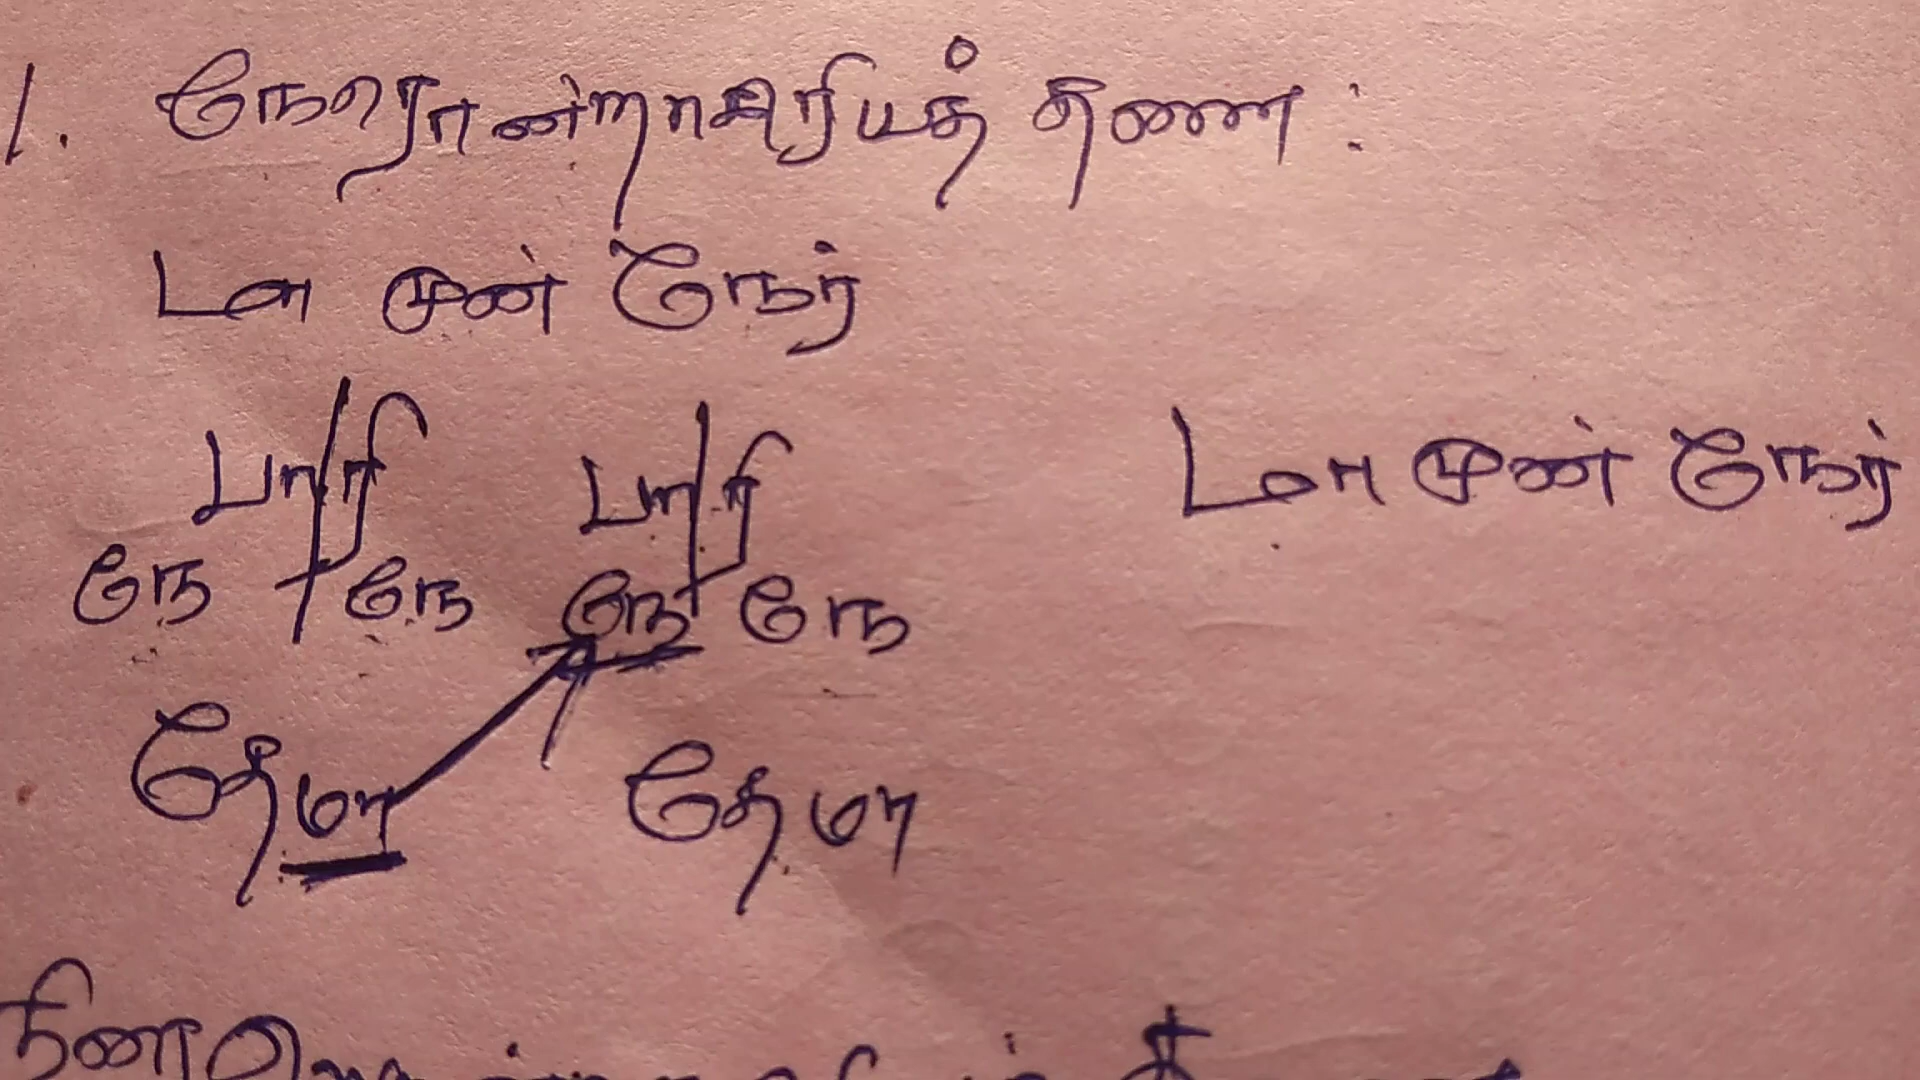 1. நேரொன்றாசிரியத் தளை :
மா முன் நேர்
பா/ரி பா/ரி மா முன் நேர்
நே + நே நே நே
தேமா தேமா